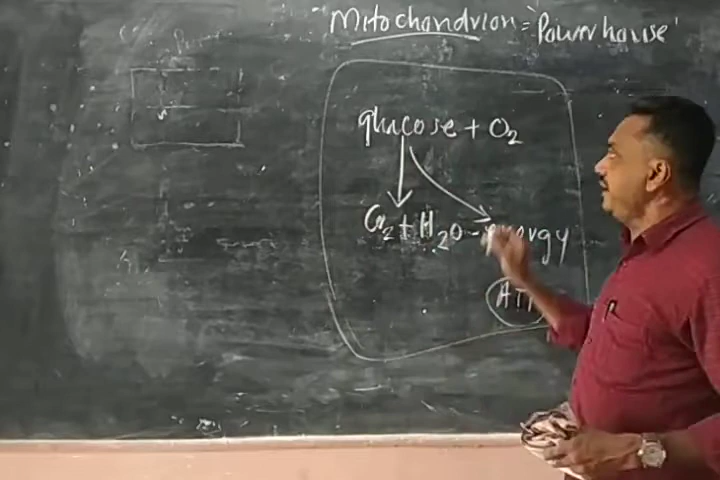 "Mitochondrion = 'Powerhouse'
glucose + O2
CO2 + H2O - energy
ATP